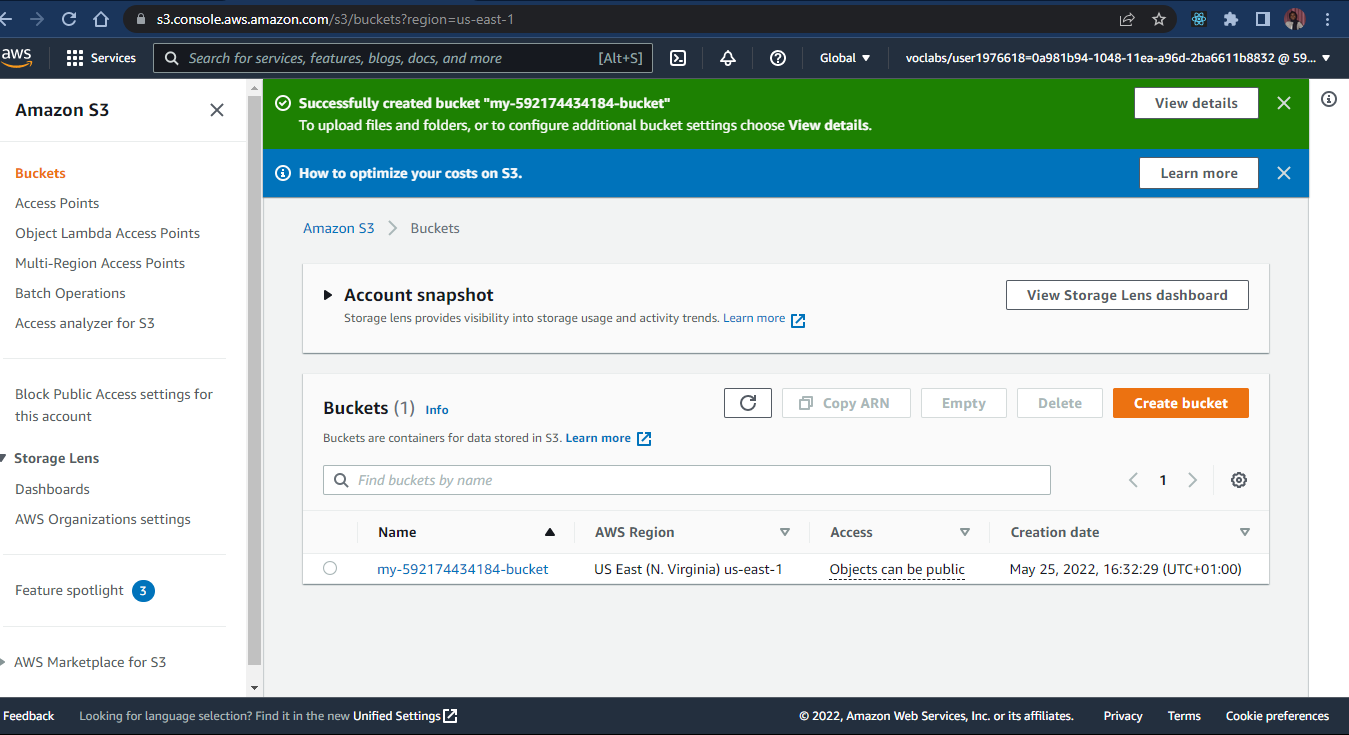 s3.console.aws.amazon.com/s3/buckets?region=us-east-1
aws
Services
Search for services, features, blogs, docs, and more
[Alt+S]
Global
voclabs/user1976618=0a981b94-1048-11ea-a96d-2ba6611b8832 @ 59...
Amazon S3
Buckets
Access Points
Object Lambda Access Points
Multi-Region Access Points
Batch Operations
Access analyzer for S3
Block Public Access settings for
this account
Storage Lens
Dashboards
AWS Organizations settings
Feature spotlight 3
AWS Marketplace for S3
Successfully created bucket "my-592174434184-bucket"
To upload files and folders, or to configure additional bucket settings choose View details.
View details
How to optimize your costs on S3.
Learn more
Amazon S3
Buckets
Account snapshot
Storage lens provides visibility into storage usage and activity trends. Learn more
View Storage Lens dashboard
Buckets (1) Info
Buckets are containers for data stored in S3. Learn more
Copy ARN
Empty
Delete
Create bucket
Find buckets by name
1
Name
AWS Region
Access
Creation date
my-592174434184-bucket
US East (N. Virginia) us-east-1
Objects can be public
May 25, 2022, 16:32:29 (UTC+01:00)
Feedback
Looking for language selection? Find it in the new Unified Settings
© 2022, Amazon Web Services, Inc. or its affiliates.
Privacy
Terms
Cookie preferences